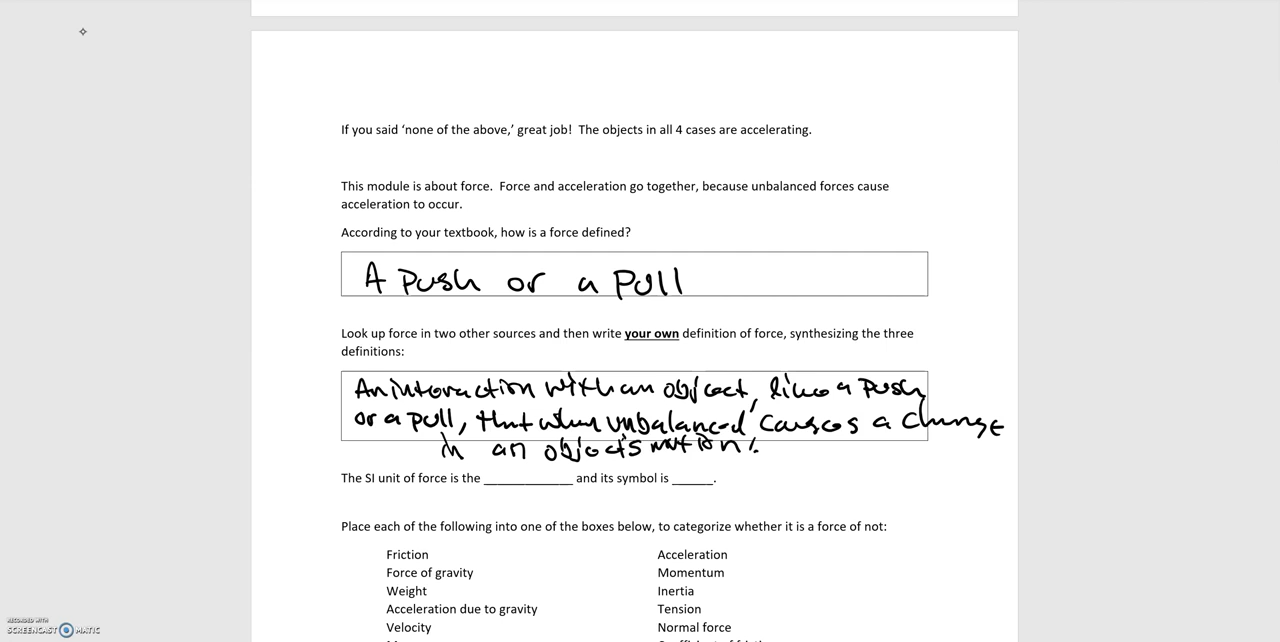 If you said ‘none of the above,’ great job!  The objects in all 4 cases are accelerating.
This module is about force.  Force and acceleration go together, because unbalanced forces cause
acceleration to occur.
According to your textbook, how is a force defined?
A Push or a Pull
Look up force in two other sources and then write your own definition of force, synthesizing the three
definitions:
An interaction with an object, like a push
or a pull, that when unbalanced causes a change
in an object's motion.
The SI unit of force is the ______________ and its symbol is ______.
Place each of the following into one of the boxes below, to categorize whether it is a force of not:
Friction
Force of gravity
Weight
Acceleration due to gravity
Velocity
Acceleration
Momentum
Inertia
Tension
Normal force
RECORDED WITH
SCREENCAST MATIC